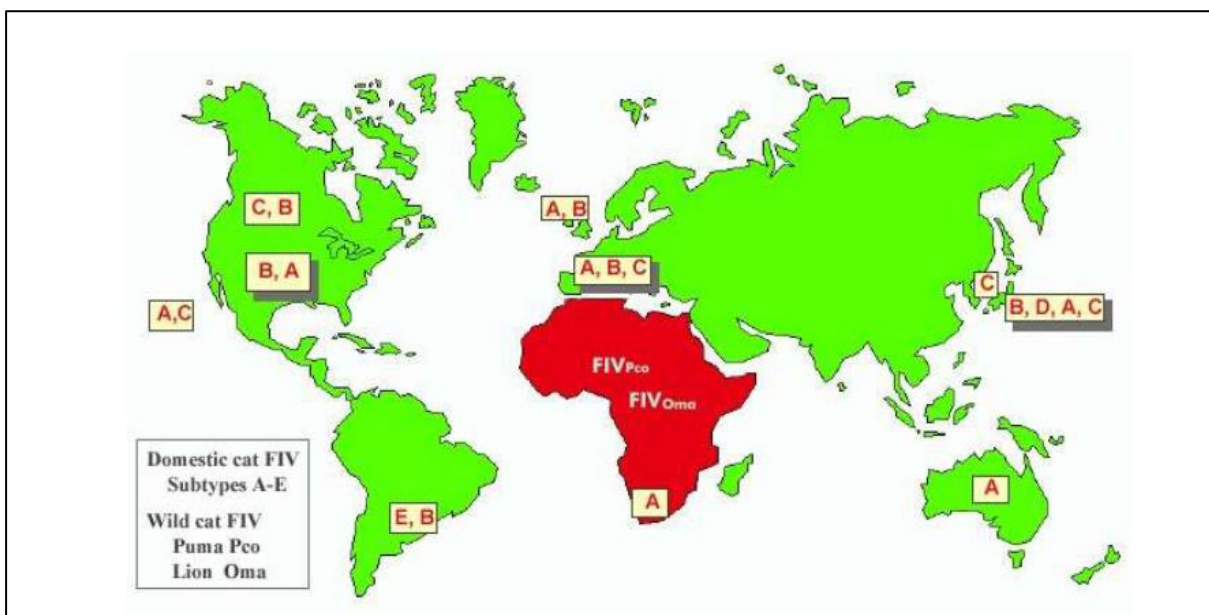 C, B
A, B
B, A
A, B, C
C
A,C
B, D, A, C
FIVPco
FIVOma
A
A
E, B
Domestic cat FIV
Subtypes A-E
Wild cat FIV
Puma Pco
Lion Oma